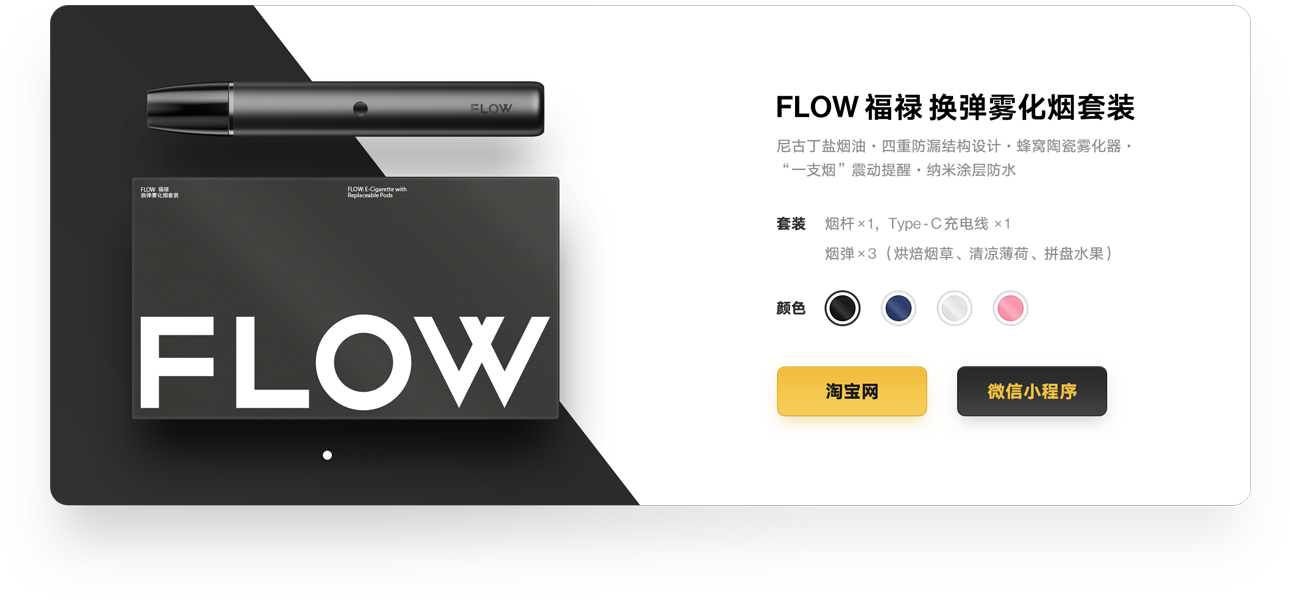 FLOW
FLOW 福禄
换弹雾化烟套装
FLOW: E-Cigarette with
Replaceable Pods
FLOW
FLOW 福禄 换弹雾化烟套装
尼古丁盐烟油・四重防漏结构设计・蜂窝陶瓷雾化器・
“一支烟”震动提醒・纳米涂层防水
套装 烟杆×1，Type-C充电线 ×1
烟弹×3（烘焙烟草、清凉薄荷、拼盘水果）
颜色
淘宝网 微信小程序